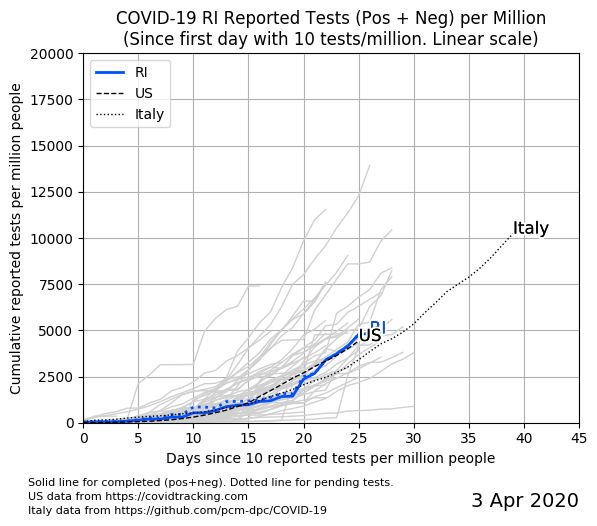 COVID-19 RI Reported Tests (Pos + Neg) per Million
(Since first day with 10 tests/million. Linear scale)
20000
17500
15000
12500
10000
7500
5000
2500
0
Cumulative reported tests per million people
RI
US
Italy
Italy
RI
US
0 5 10 15 20 25 30 35 40 45
Days since 10 reported tests per million people
Solid line for completed (pos+neg). Dotted line for pending tests.
US data from https://covidtracking.com
Italy data from https://github.com/pcm-dpc/COVID-19
3 Apr 2020